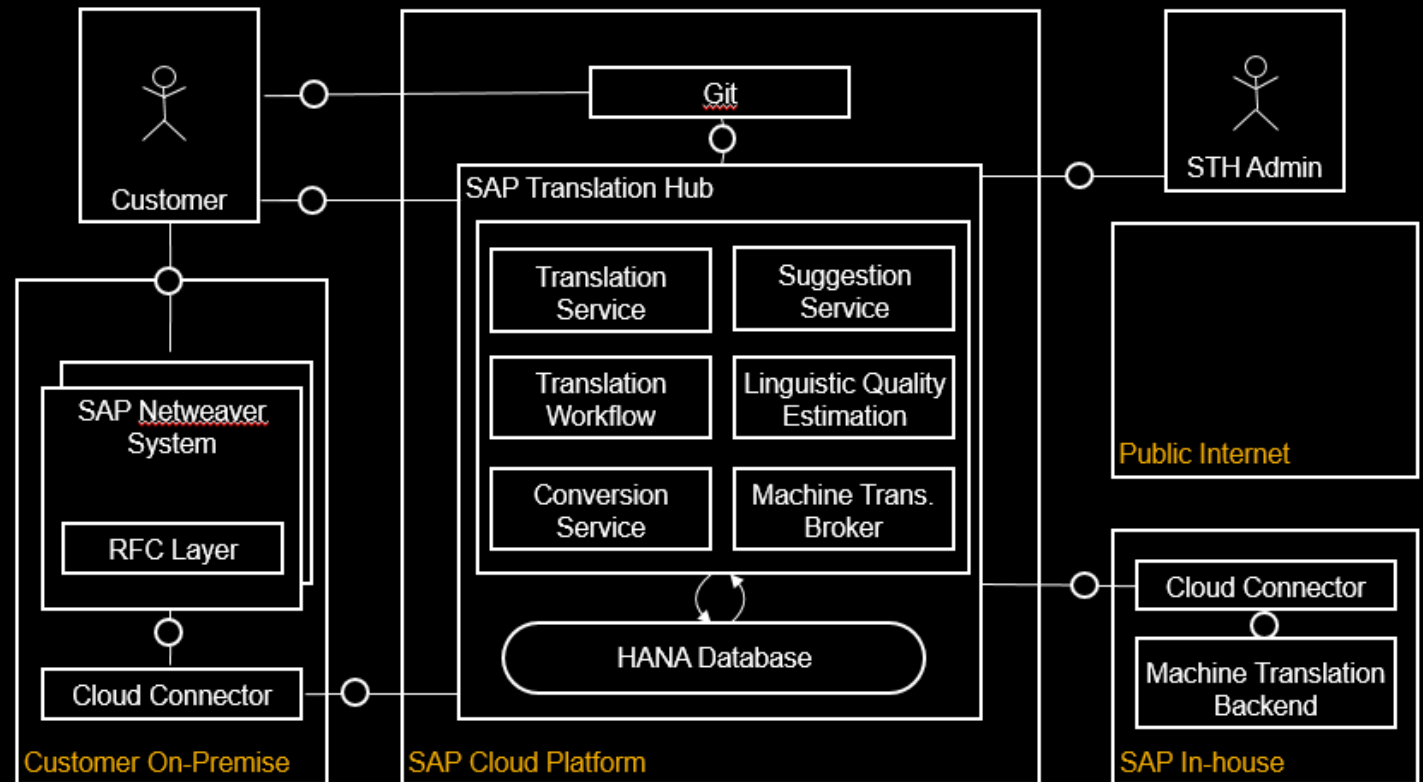 Customer
Git
STH Admin
SAP Translation Hub
Translation
Service
Suggestion
Service
Translation
Workflow
Linguistic Quality
Estimation
Conversion
Service
Machine Trans.
Broker
HANA Database
SAP Netweaver
System
RFC Layer
Cloud Connector
Customer On-Premise
SAP Cloud Platform
Public Internet
Cloud Connector
Machine Translation
Backend
SAP In-house